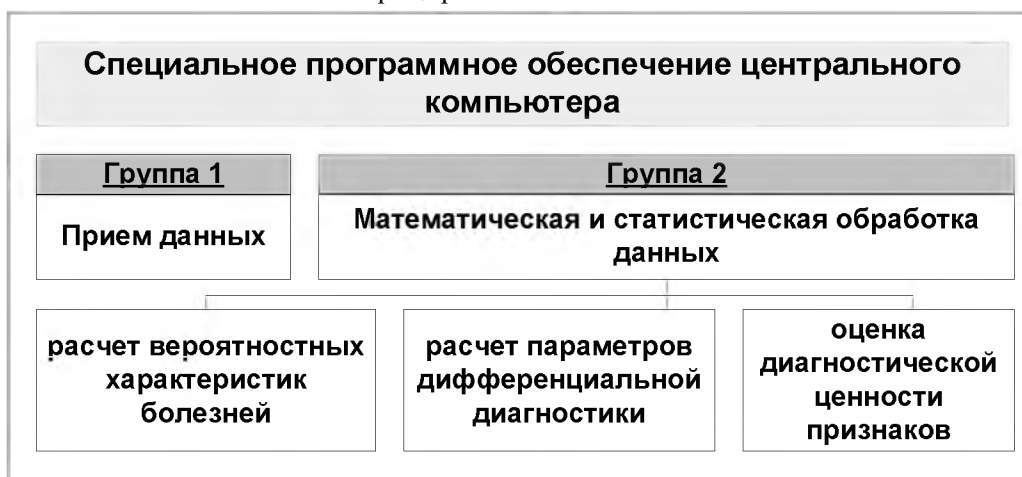 Специальное программное обеспечение центрального
компьютера
Группа 1
Прием данных
Группа 2
Математическая и статистическая обработка
данных
расчет вероятностных
характеристик
болезней
расчет параметров
дифференциальной
диагностики
оценка
диагностической
ценности
признаков